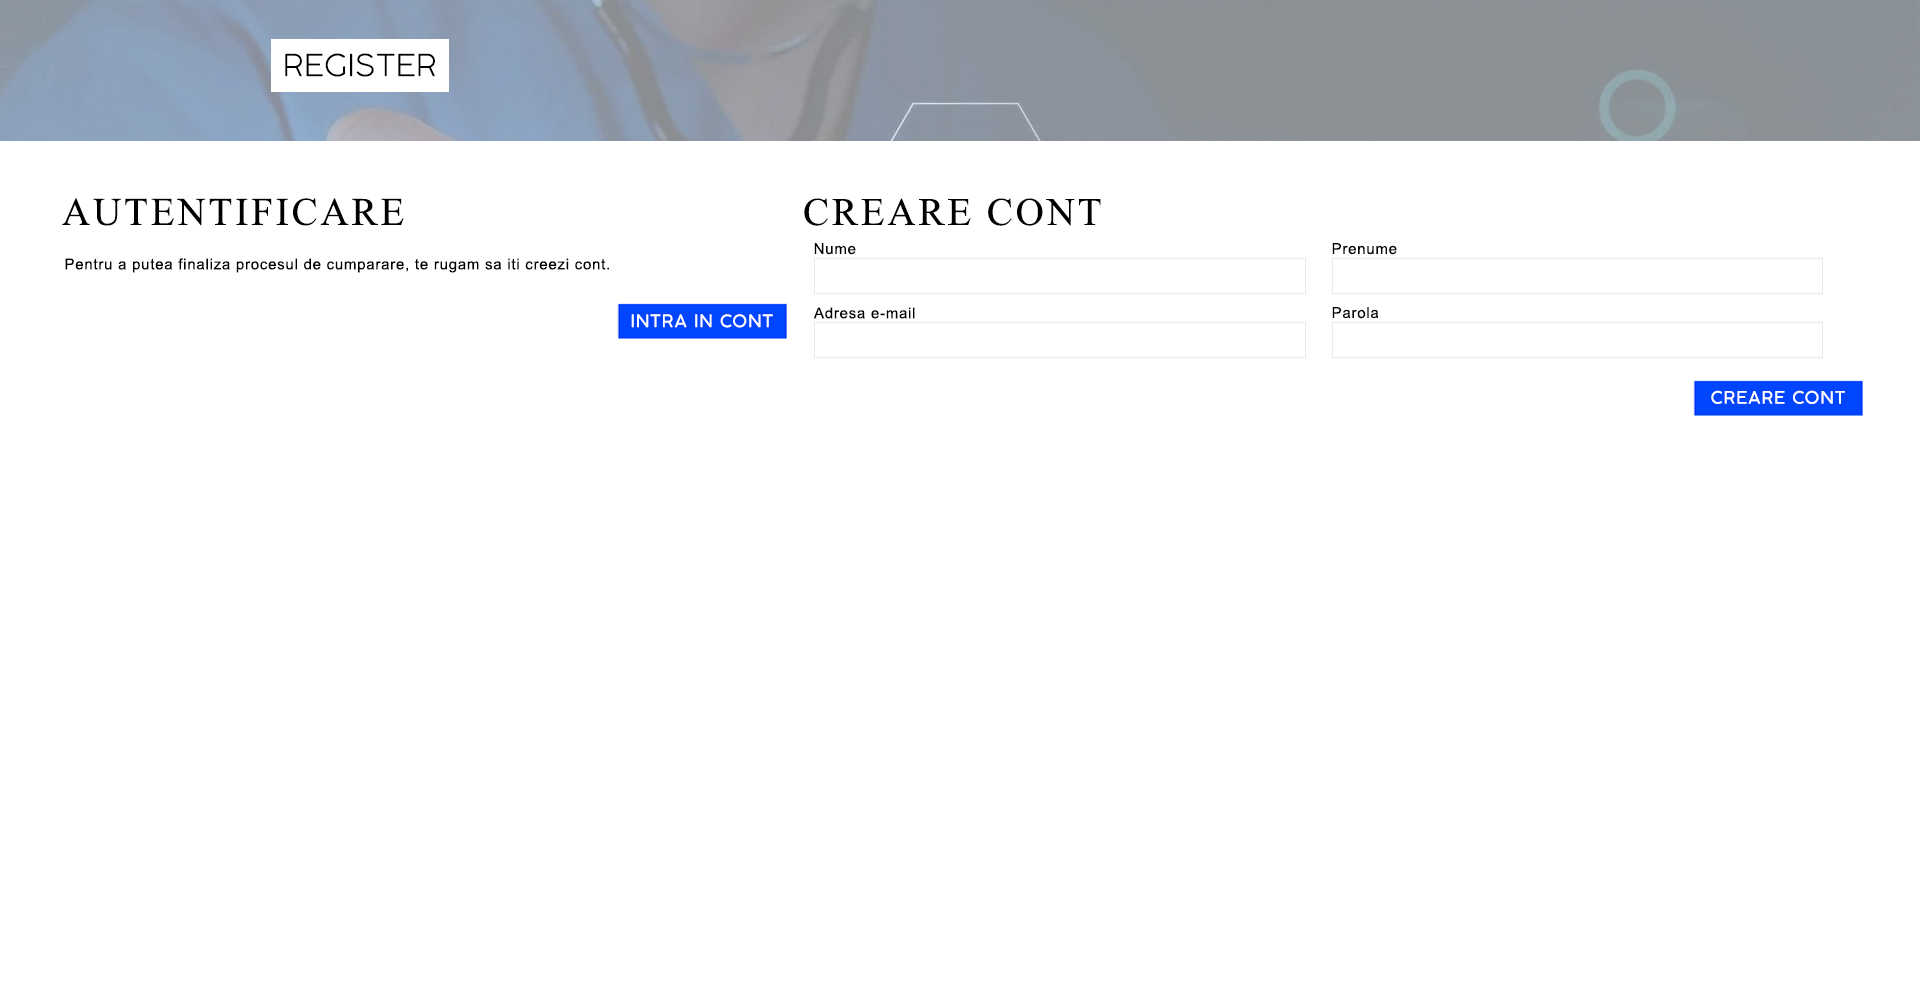 REGISTER
AUTENTIFICARE
Pentru a putea finaliza procesul de cumparare, te rugam sa iti creezi cont.
INTRA IN CONT
CREARE CONT
Nume
Prenume
Adresa e-mail
Parola
CREARE CONT